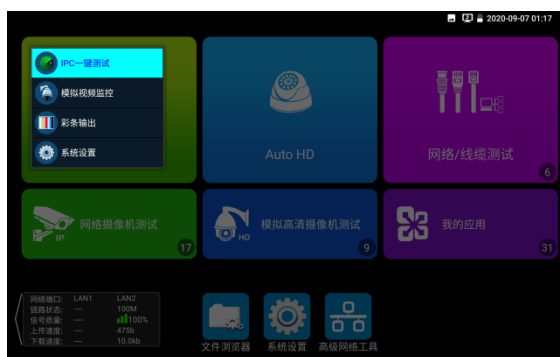 2020-09-07 01:17
IPC一键测试
模拟视频监控
彩条输出
系统设置
Auto HD
网络/线缆测试
6
IP
网络摄像机测试
17
HD
模拟高清摄像机测试
9
我的应用
31
网络端口: LAN1 LAN2
链路状态: — 100M
信号质量: — 100%
上传速度: — 475b
下载速度: — 10.0kb
文件浏览器
系统设置
高级网络工具